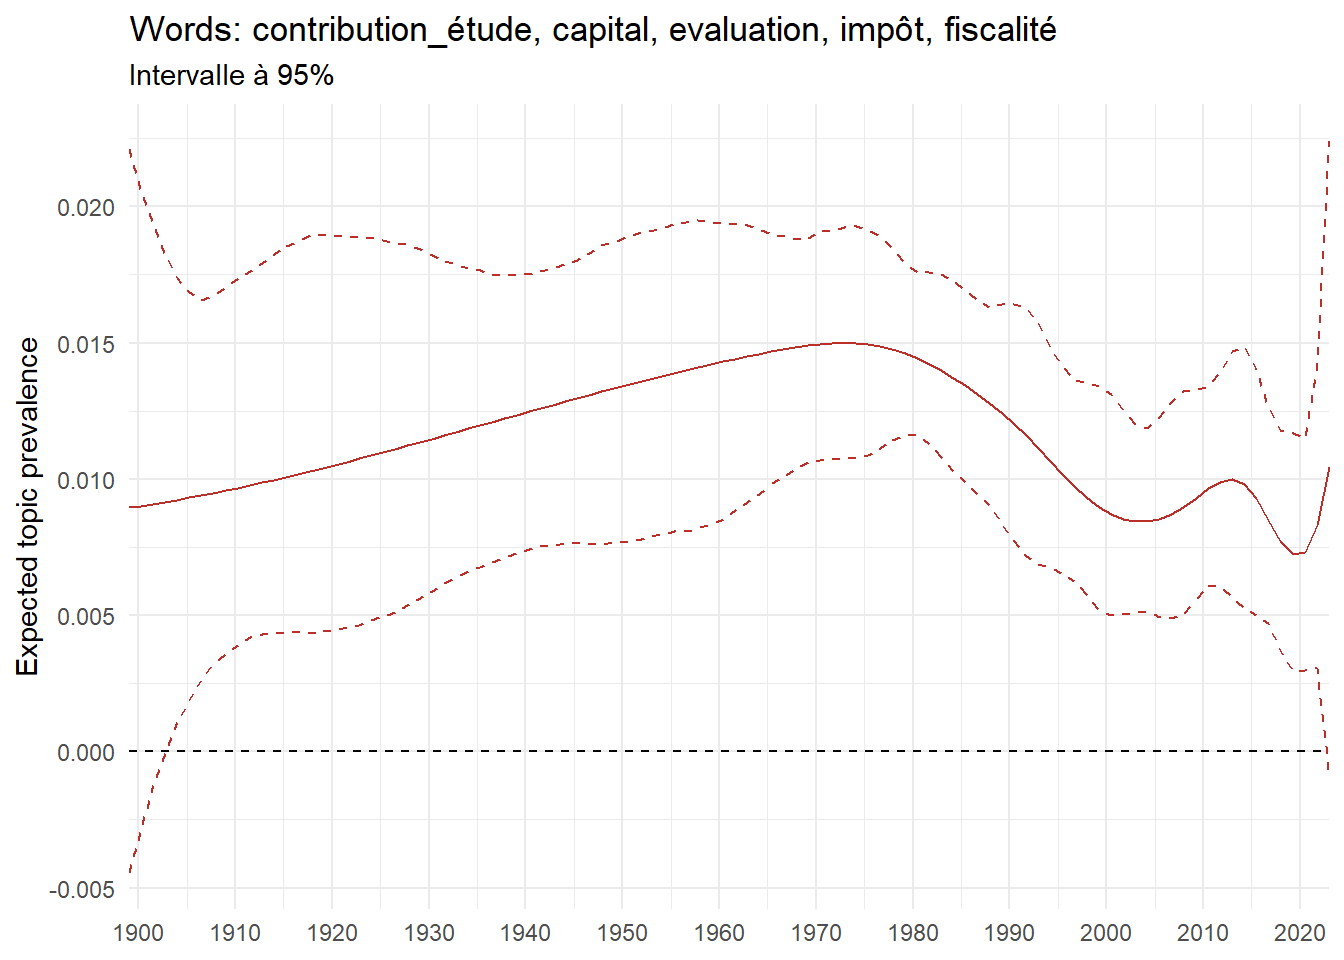 Words: contribution_étude, capital, evaluation, impôt, fiscalité
Intervalle à 95%
Expected topic prevalence
0.020
0.015
0.010
0.005
0.000
-0.005
1900 1910 1920 1930 1940 1950 1960 1970 1980 1990 2000 2010 2020